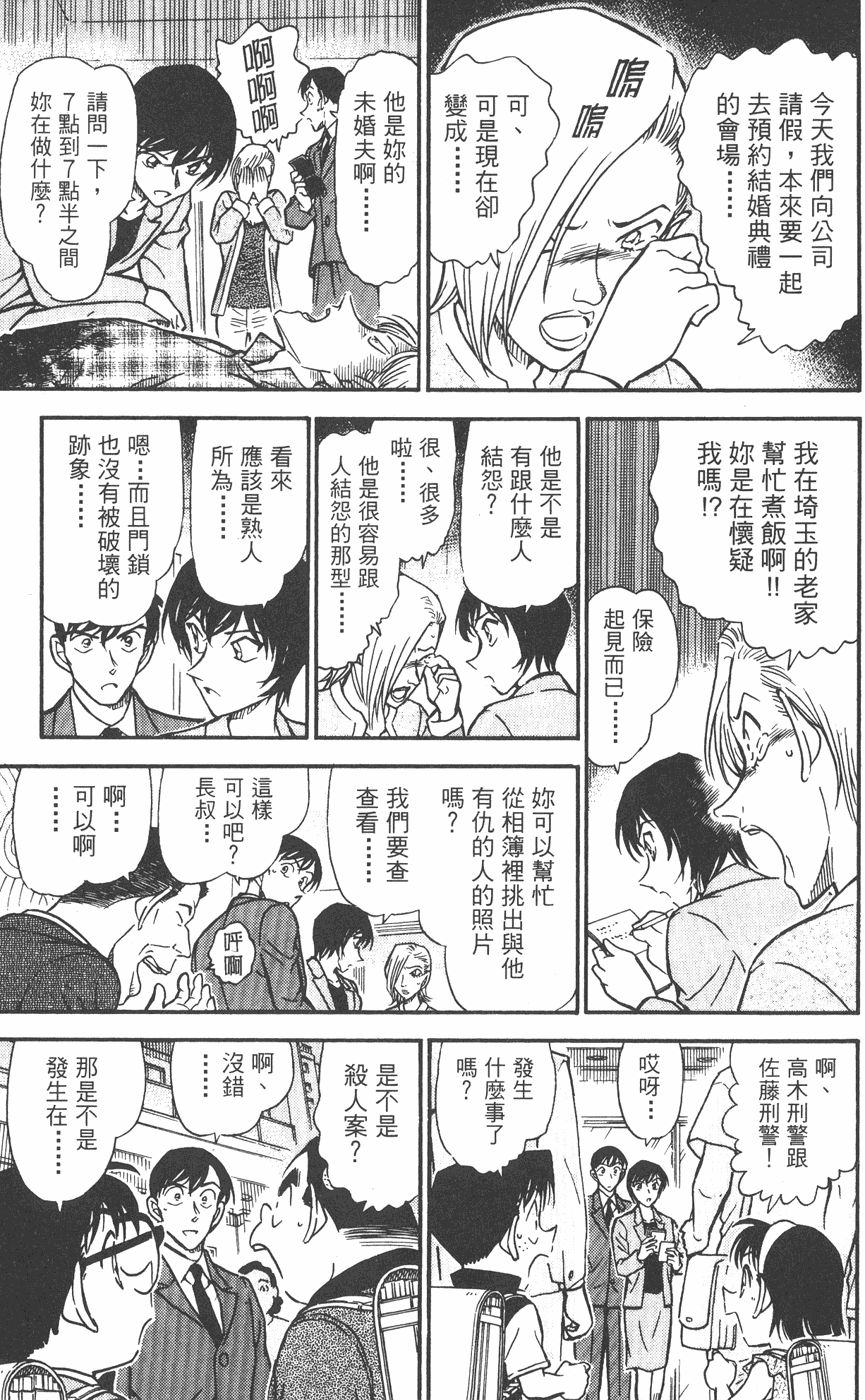 今天我們向公司
請假，本來要一起
去預約結婚典禮
的會場……
嗚
嗚
可、
可是現在卻
變成……
他是妳的
未婚夫啊……
啊啊啊
請問一下，
7點到7點半之間
妳在做什麼？
我在埼玉的老家
幫忙煮飯啊!!
妳是在懷疑
我嗎!?
保險
起見而已……
他是不是
有跟什麼人
結怨？
很、很多
啦……
他是很容易跟
人結怨的那型……
看來
應該是熟人
所為……
嗯…而且門鎖
也沒有被破壞的
跡象……
妳可以幫忙
從相簿裡挑出與他
有仇的人的照片
嗎？
我們要查
查看……
這樣
可以吧？
長叔…
呼啊
啊…
可以啊
……
啊、
高木刑警跟
佐藤刑警！
哎呀…
發生
什麼事了
嗎？
是不是
殺人案？
啊、
沒錯
……
那是不是
發生在……